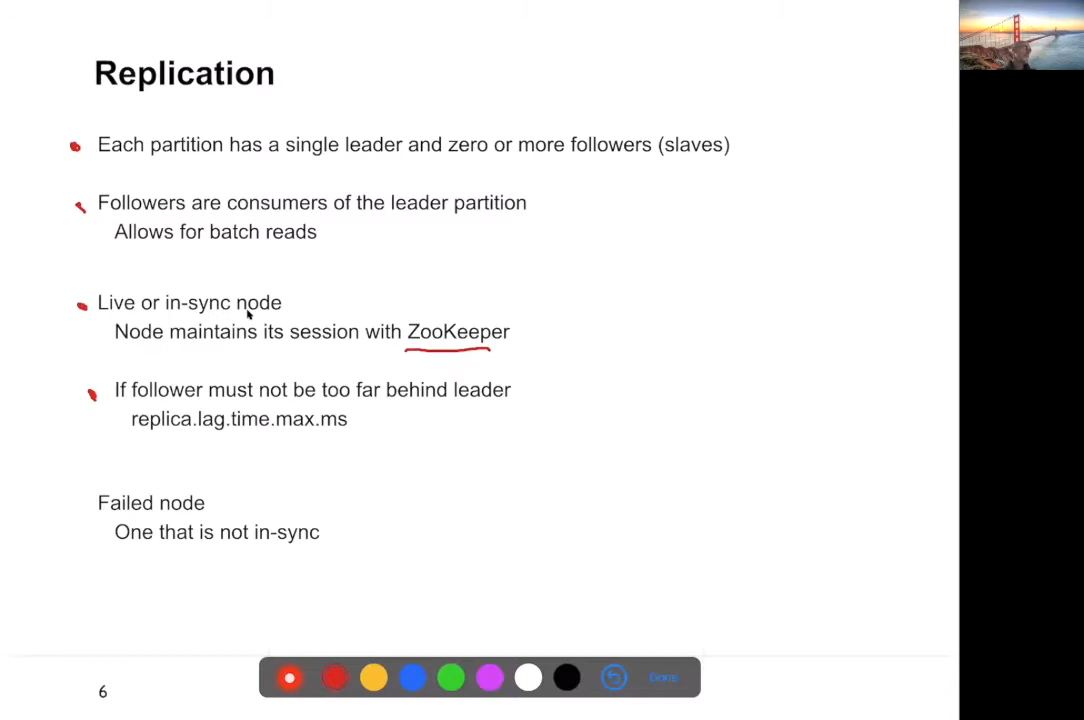 Replication
Each partition has a single leader and zero or more followers (slaves)
Followers are consumers of the leader partition
Allows for batch reads
Live or in-sync node
Node maintains its session with ZooKeeper
If follower must not be too far behind leader
replica.lag.time.max.ms
Failed node
One that is not in-sync
6
Done